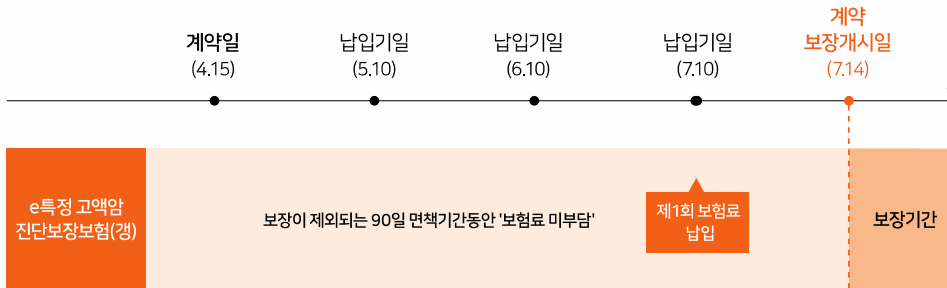 계약일
(4.15)
납입기일
(5.10)
납입기일
(6.10)
납입기일
(7.10)
계약
보장개시일
(7.14)
e특정 고액암
진단보장보험(갱)
보장이 제외되는 90일 면책기간동안 '보험료 미부담'
제1회 보험료
납입
보장기간